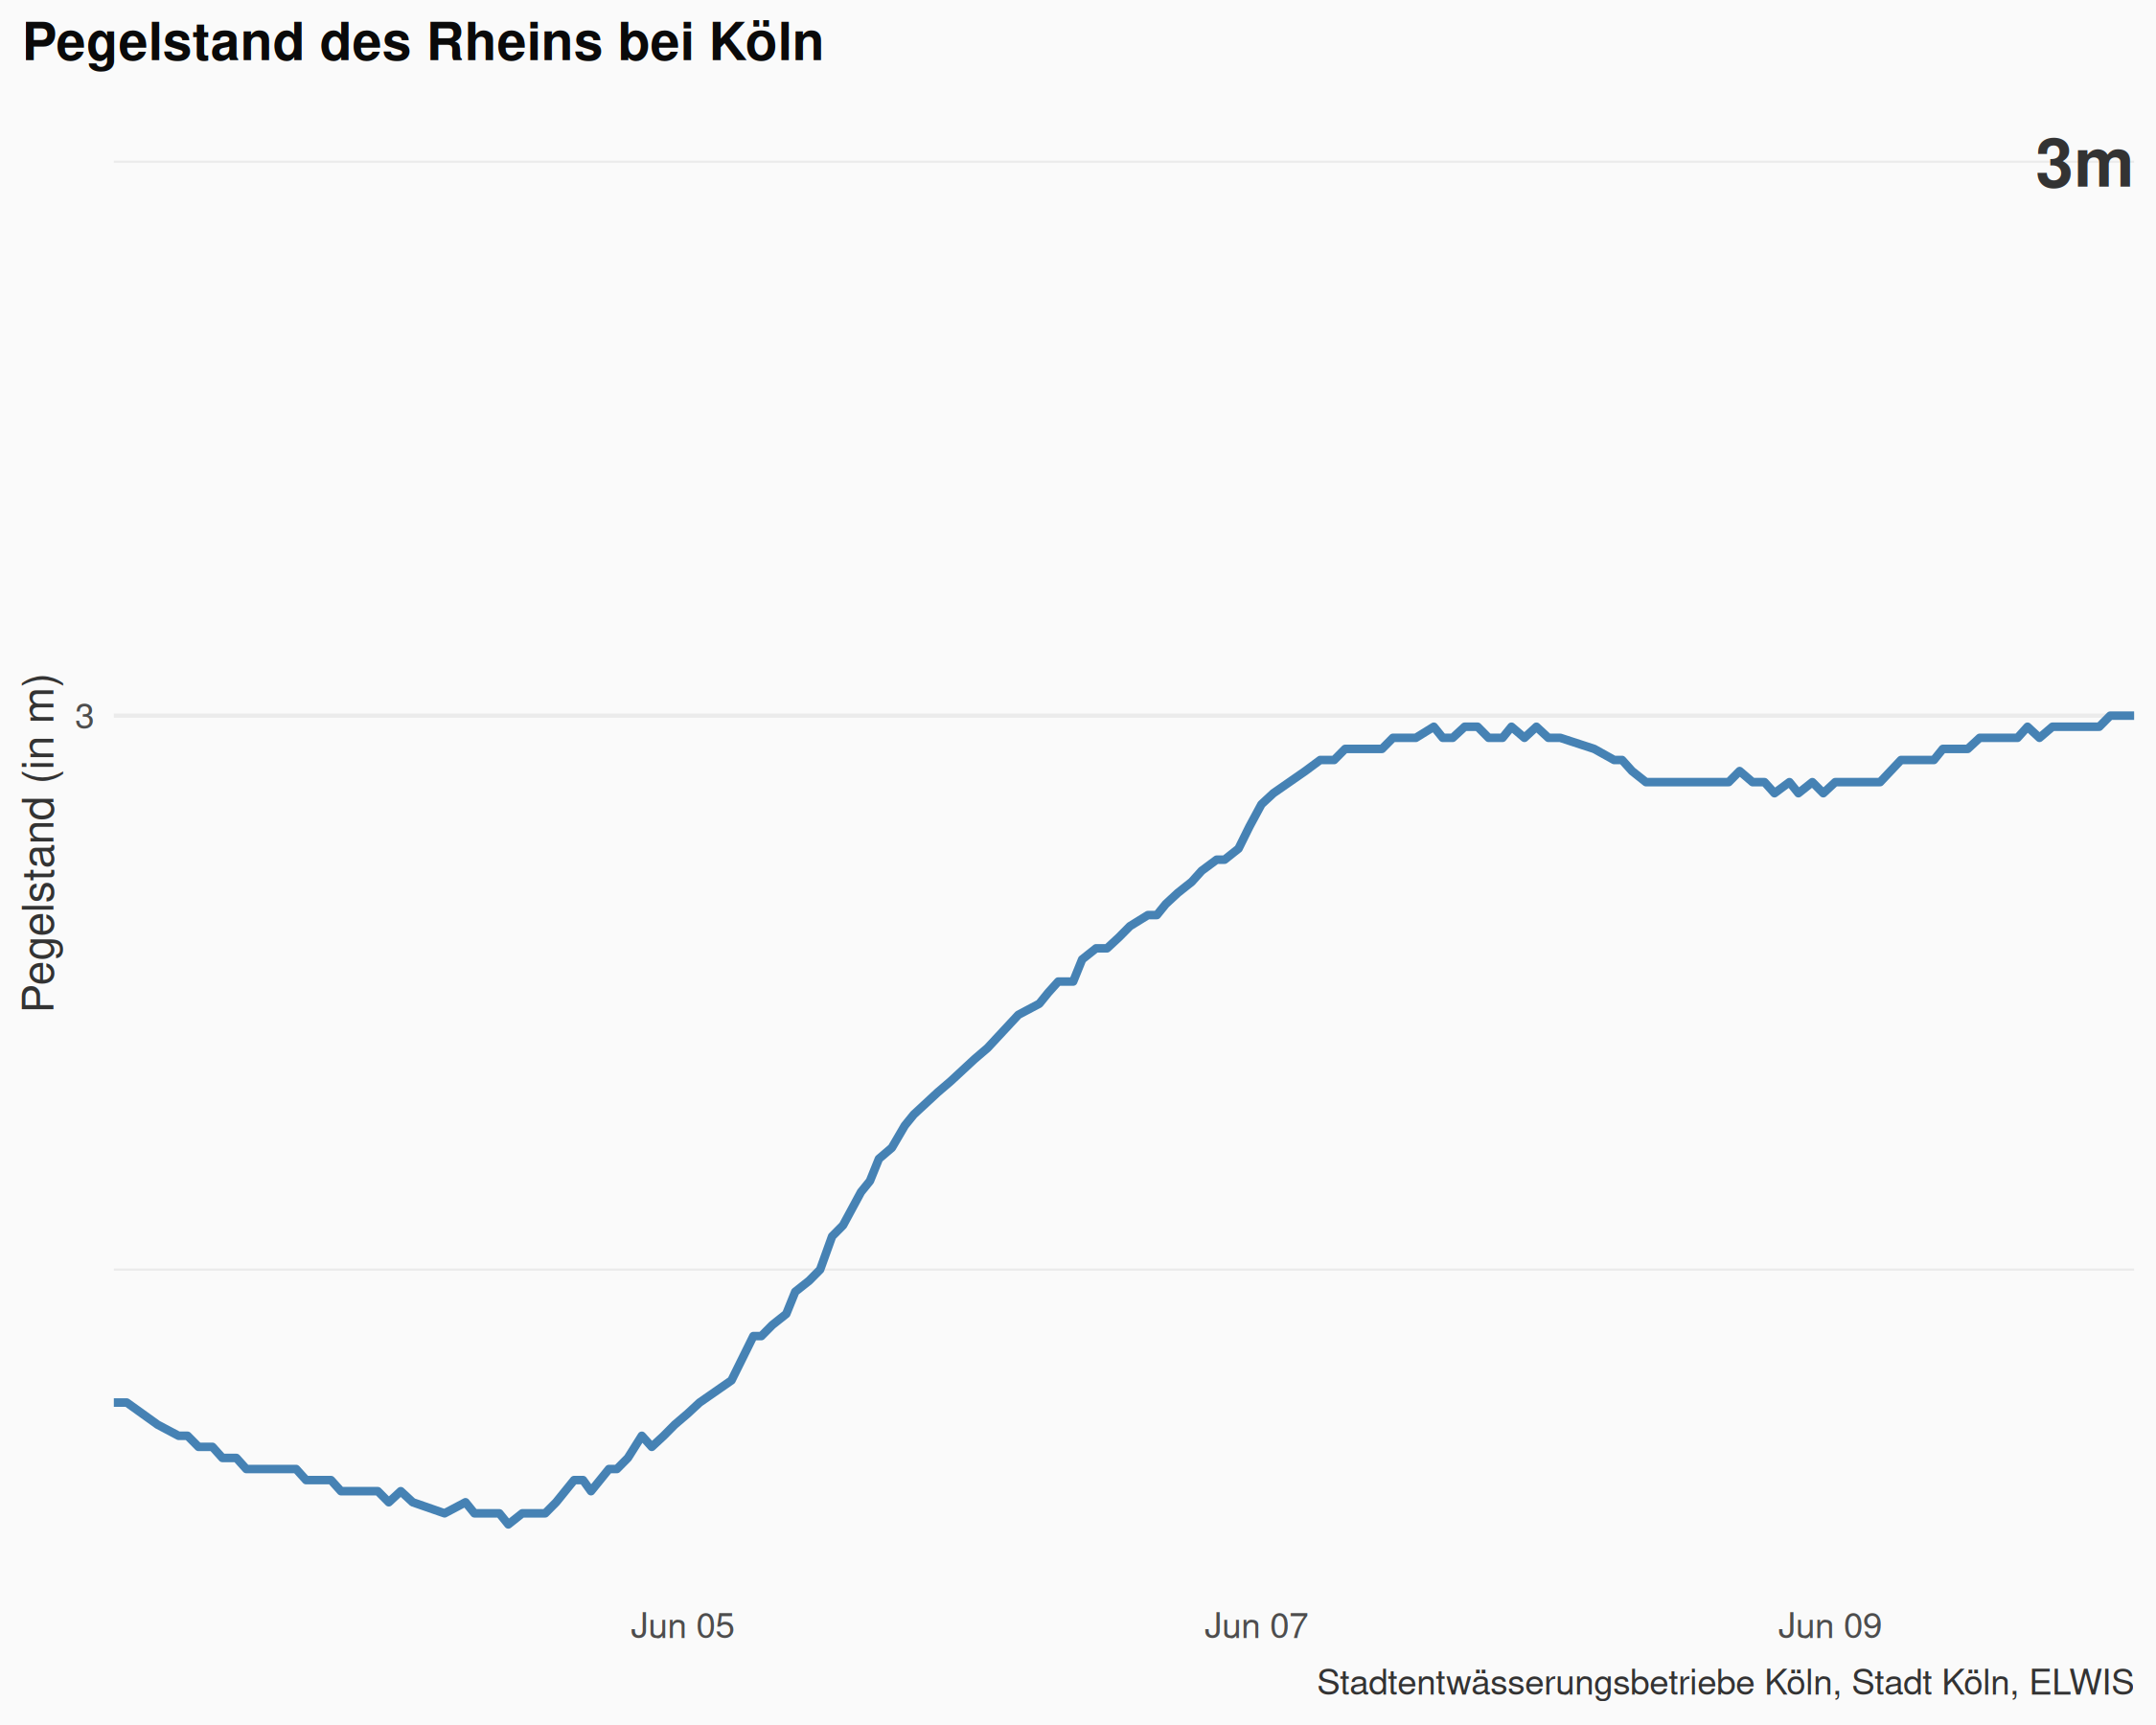 Pegelstand des Rheins bei Köln
3m
Pegelstand (in m)
3
Jun 05
Jun 07
Jun 09
Stadtentwässerungsbetriebe Köln, Stadt Köln, ELWIS